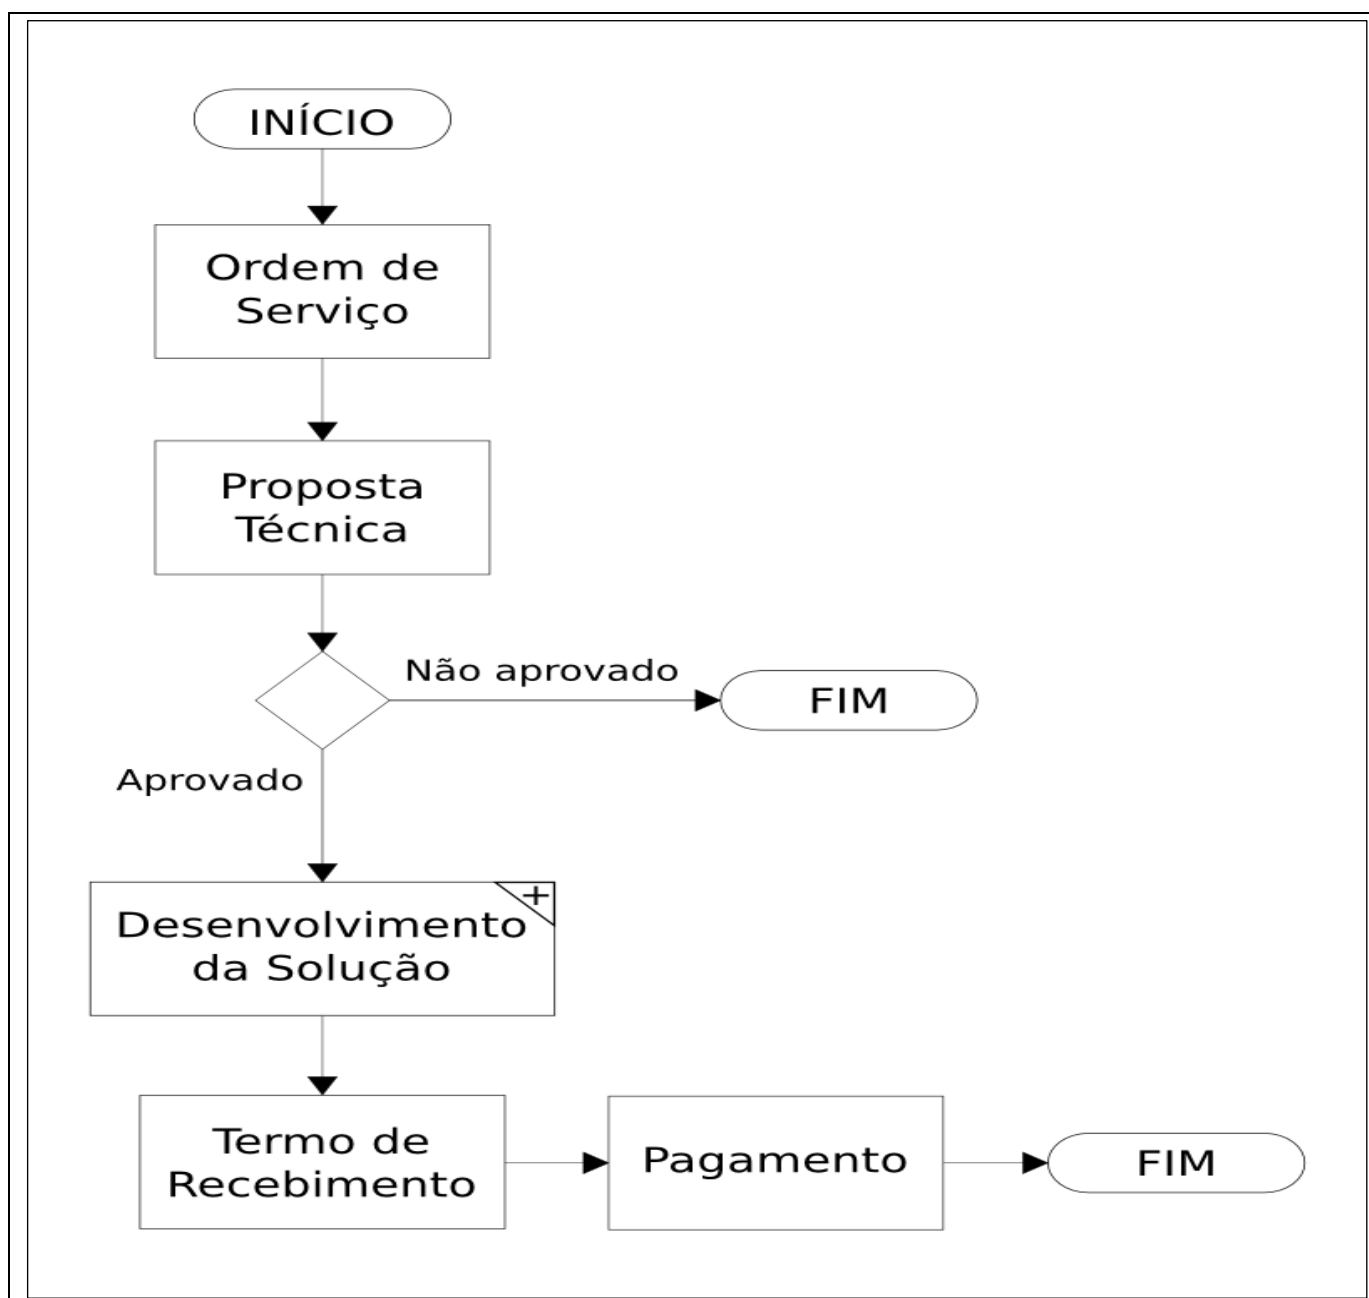 INÍCIO
Ordem de
Serviço
Proposta
Técnica
Não aprovado
FIM
Aprovado
+
Desenvolvimento
da Solução
Termo de
Recebimento
Pagamento
FIM